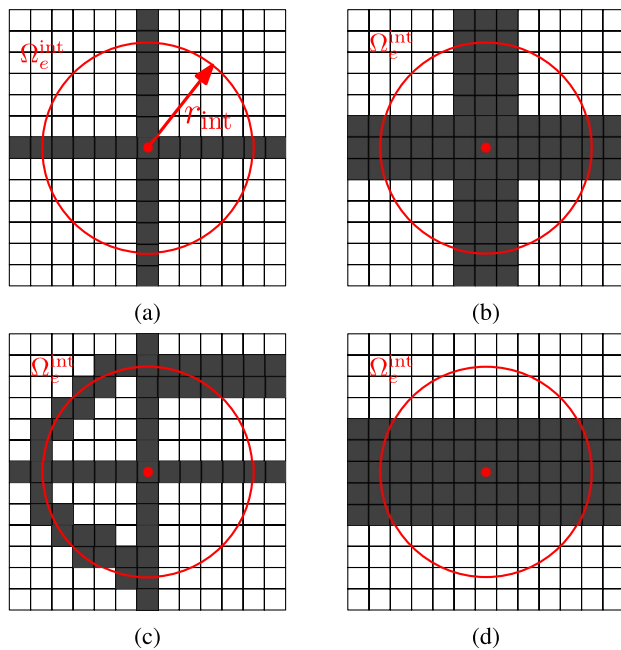 Ω_e^int
r_int
Ω_e^int
(a)
(b)
Ω_e^int
Ω_e^int
(c)
(d)